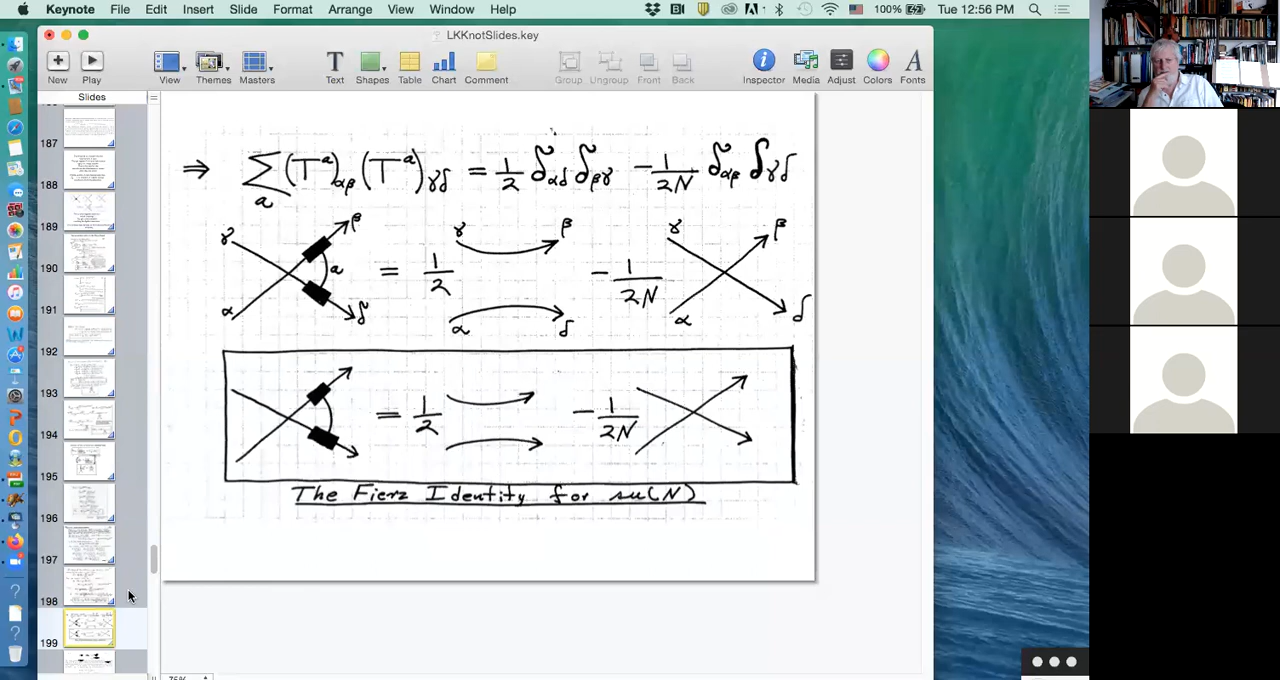 Keynote File Edit Insert Slide Format Arrange View Window Help 100% Tue 12:56 PM
LKKnotSlides.key
New Play View Themes Masters Text Shapes Table Chart Comment Group Ungroup Front Back Inspector Media Adjust Colors Fonts
Slides
187
188
189
190
191
192
193
194
195
196
197
198
199
⇒ ∑ₐ (Tᵃ)αβ (Tᵃ)γδ = 1/2 δαδ δβγ − 1/2N δαβ δγδ
γ β a α δ = 1/2 γ β α δ − 1/2N γ β α δ
= 1/2 − 1/2N
The Fierz Identity for su(N)
75%